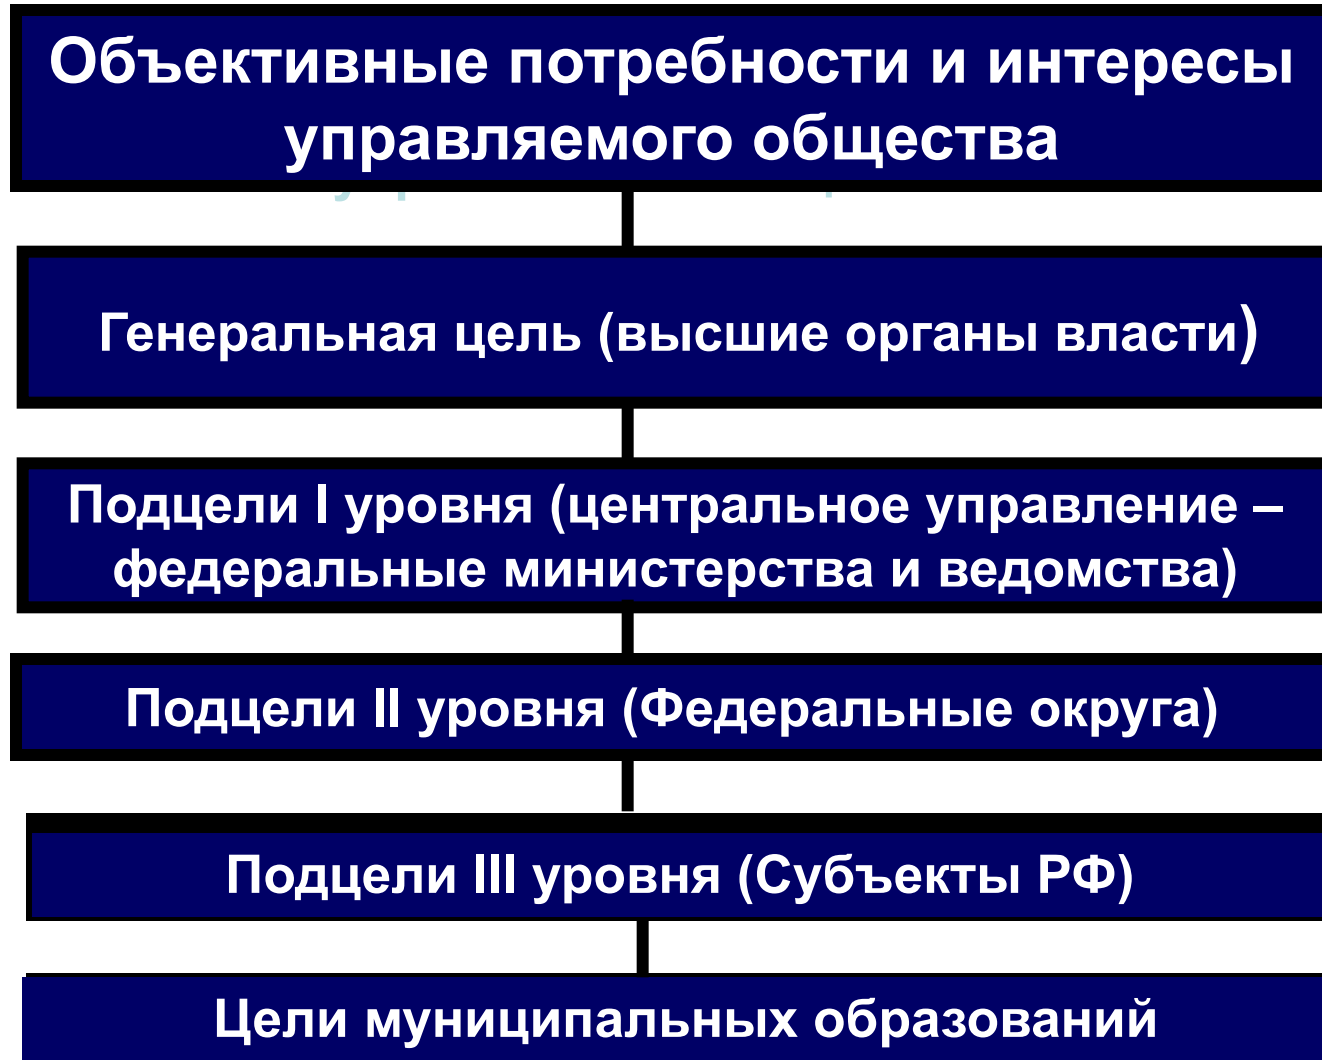 Объективные потребности и интересы
управляемого общества
Генеральная цель (высшие органы власти)
Подцели I уровня (центральное управление –
федеральные министерства и ведомства)
Подцели II уровня (Федеральные округа)
Подцели III уровня (Субъекты РФ)
Цели муниципальных образований